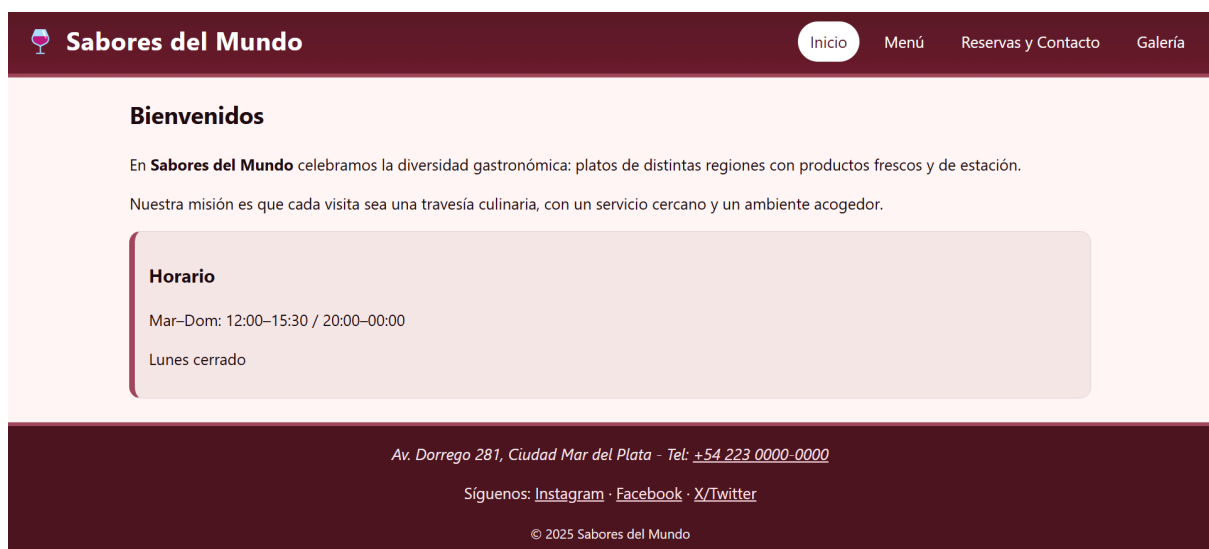 Sabores del Mundo
Inicio Menú Reservas y Contacto Galería
Bienvenidos
En Sabores del Mundo celebramos la diversidad gastronómica: platos de distintas regiones con productos frescos y de estación.
Nuestra misión es que cada visita sea una travesía culinaria, con un servicio cercano y un ambiente acogedor.
Horario
Mar–Dom: 12:00–15:30 / 20:00–00:00
Lunes cerrado
Av. Dorrego 281, Ciudad Mar del Plata - Tel: +54 223 0000-0000
Síguenos: Instagram · Facebook · X/Twitter
© 2025 Sabores del Mundo